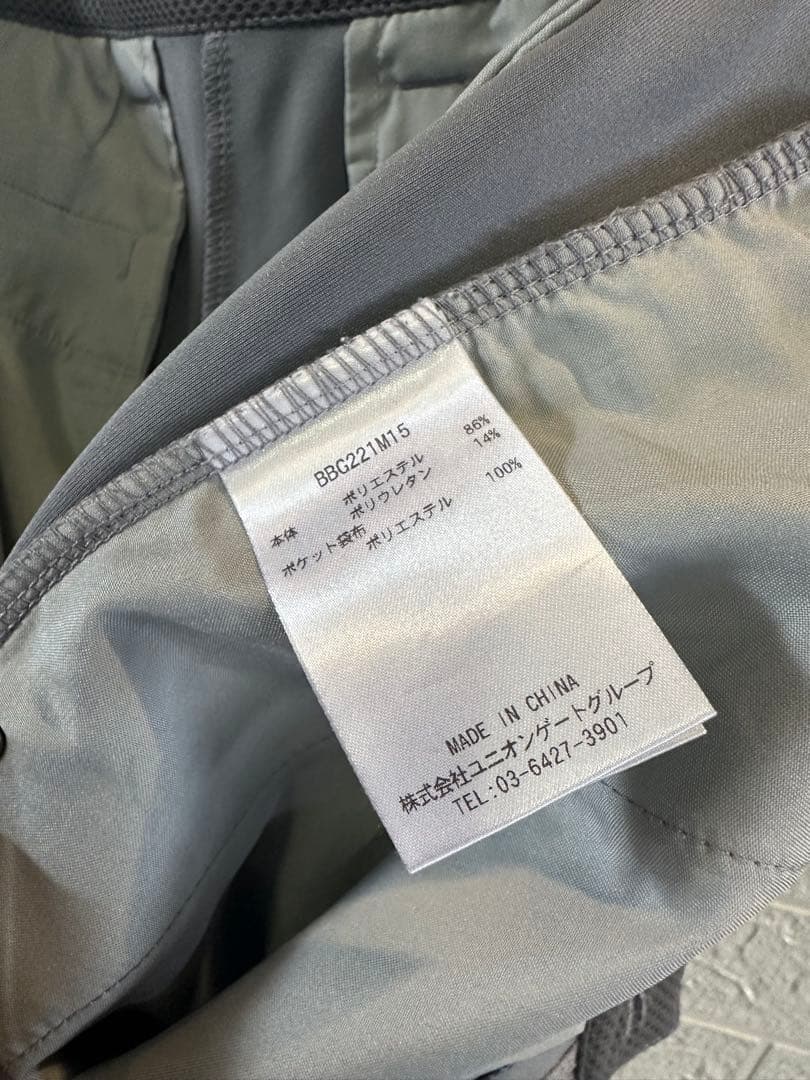 BBG221M15
本体 ポリエステル 86%
ポリウレタン 14%
ポケット袋布 ポリエステル 100%
MADE IN CHINA
株式会社ユニオンゲートグループ
TEL:03-6427-3901